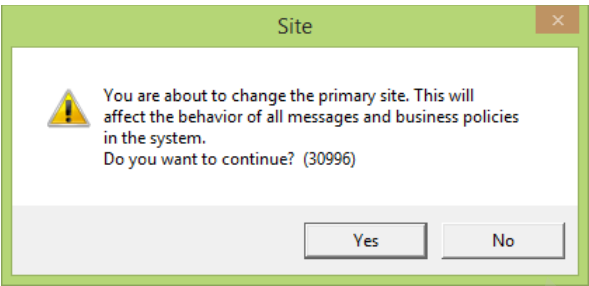 Site
You are about to change the primary site. This will
affect the behavior of all messages and business policies
in the system.
Do you want to continue? (30996)
Yes
No